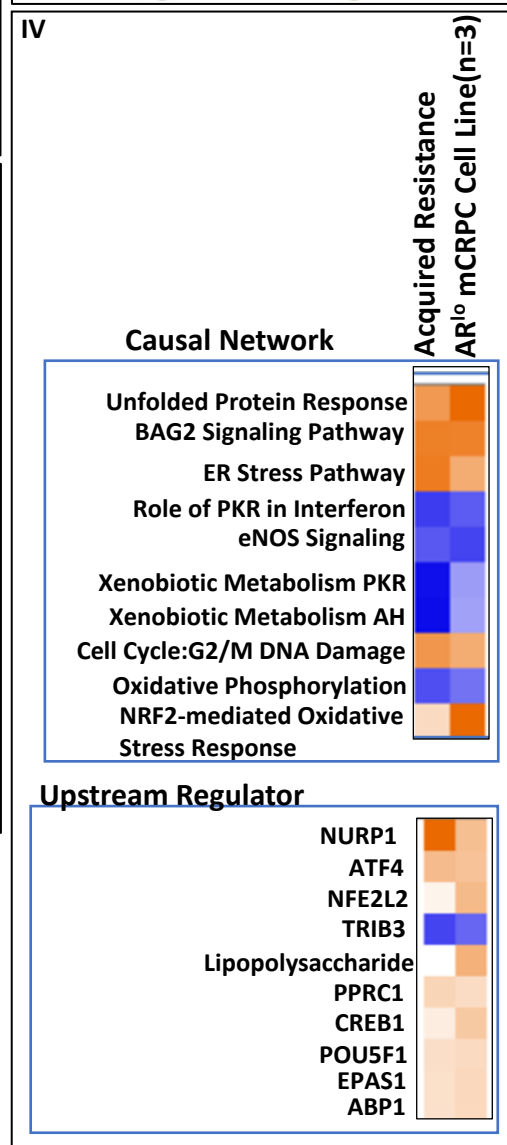 IV
Acquired Resistance
ARlo mCRPC Cell Line(n=3)
Causal Network
Unfolded Protein Response
BAG2 Signaling Pathway
ER Stress Pathway
Role of PKR in Interferon
eNOS Signaling
Xenobiotic Metabolism PKR
Xenobiotic Metabolism AH
Cell Cycle:G2/M DNA Damage
Oxidative Phosphorylation
NRF2-mediated Oxidative
Stress Response
Upstream Regulator
NURP1
ATF4
NFE2L2
TRIB3
Lipopolysaccharide
PPRC1
CREB1
POU5F1
EPAS1
ABP1